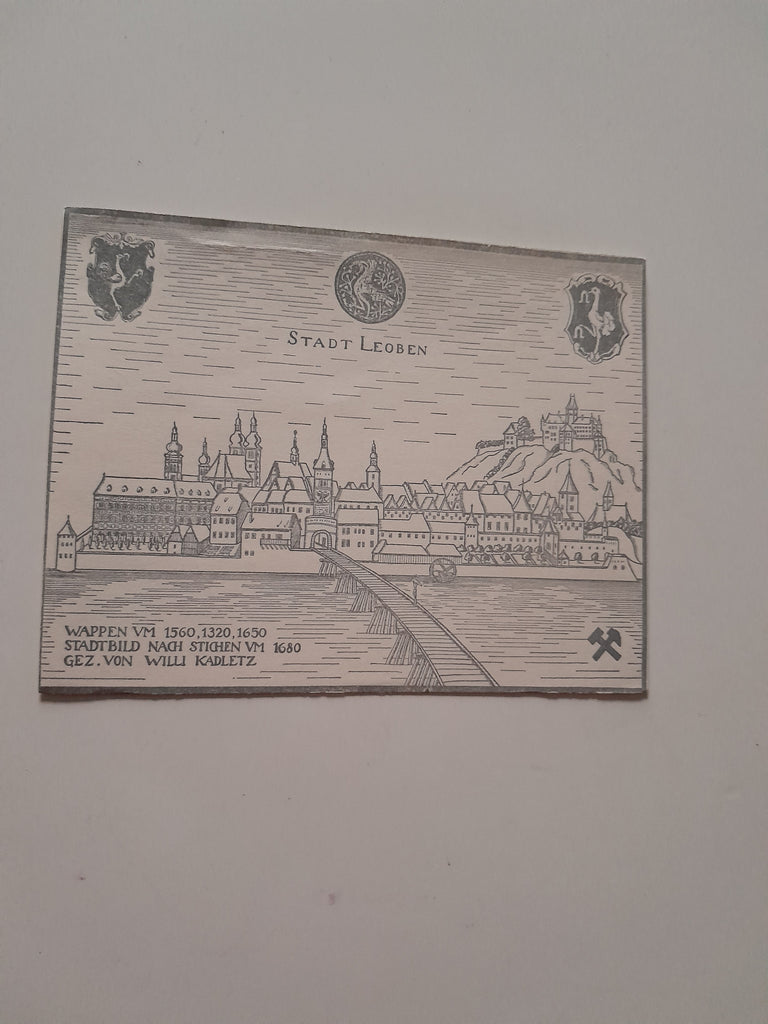 STADT LEOBEN
WAPPEN VM 1560,1320,1650
STADTBILD NACH STICHEN VM 1680
GEZ. VON WILLI KADLETZ